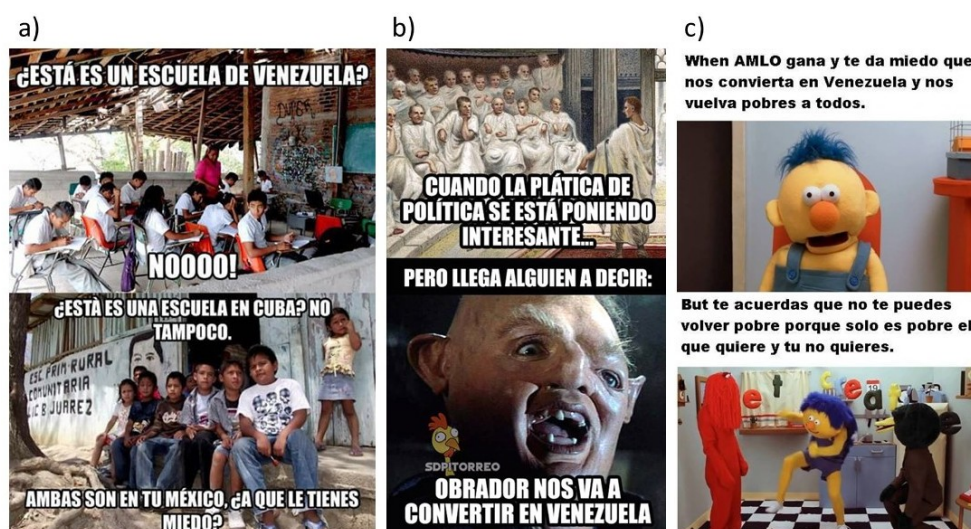 a)
¿ESTÁ ES UN ESCUELA DE VENEZUELA?
NOOOO!
¿ESTÀ ES UNA ESCUELA EN CUBA? NO
TAMPOCO.
ESC PRIM RURAL
COMUNITARIA
LIC B JUAREZ
AMBAS SON EN TU MÉXICO, ¿A QUE LE TIENES
MIEDO?
b)
CUANDO LA PLÁTICA DE
POLÍTICA SE ESTÁ PONIENDO
INTERESANTE...
PERO LLEGA ALGUIEN A DECIR:
SDPITORREO
OBRADOR NOS VA A
CONVERTIR EN VENEZUELA
c)
When AMLO gana y te da miedo que
nos convierta en Venezuela y nos
vuelva pobres a todos.
But te acuerdas que no te puedes
volver pobre porque solo es pobre el
que quiere y tu no quieres.
19